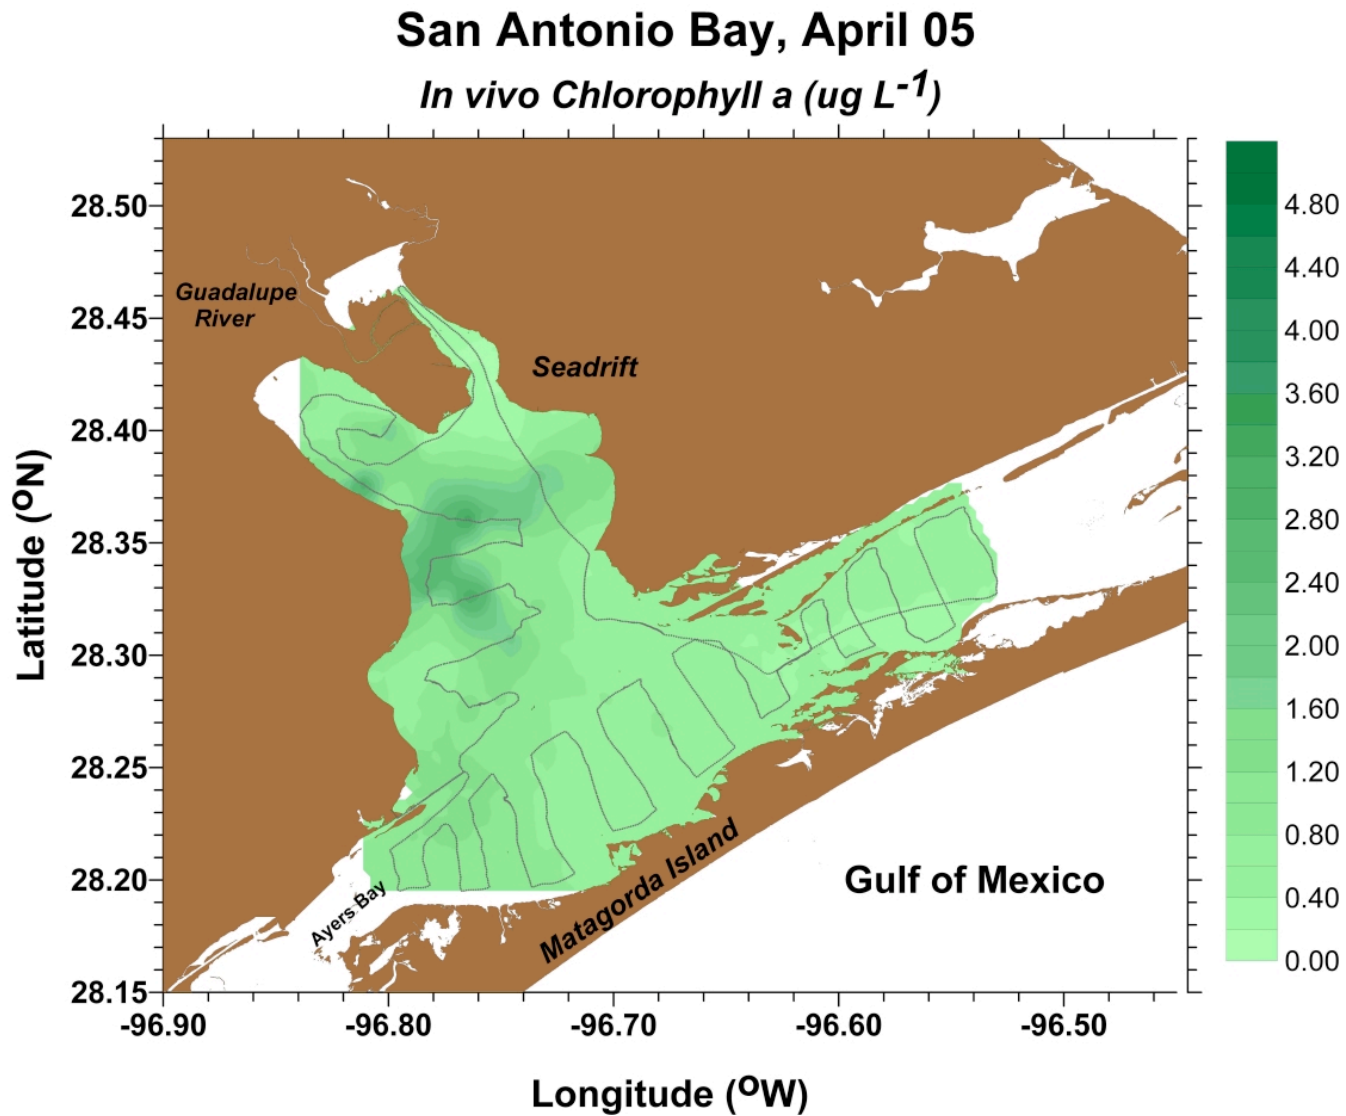 San Antonio Bay, April 05
In vivo Chlorophyll a (ug L-1)
28.50
28.45
28.40
28.35
28.30
28.25
28.20
28.15
Latitude (oN)
Guadalupe
River
Seadrift
Ayers Bay
Matagorda Island
Gulf of Mexico
4.80
4.40
4.00
3.60
3.20
2.80
2.40
2.00
1.60
1.20
0.80
0.40
0.00
-96.90
-96.80
-96.70
-96.60
-96.50
Longitude (oW)